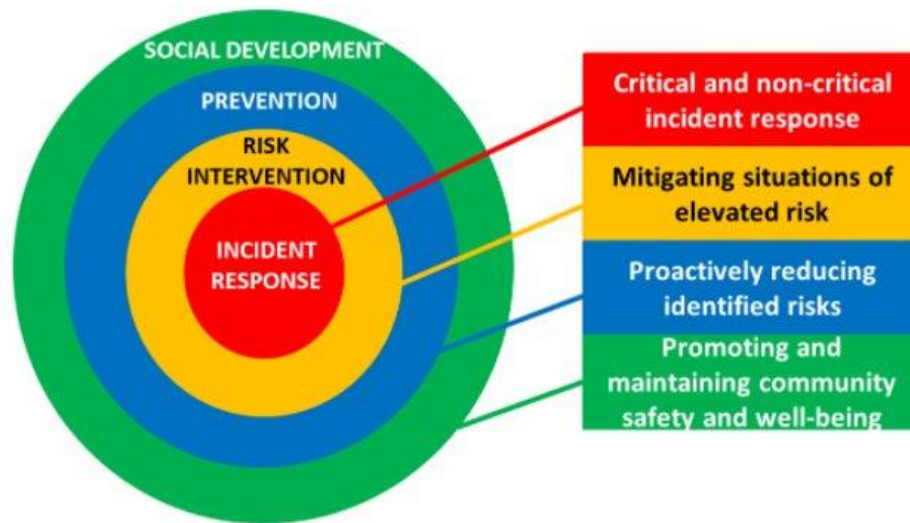 SOCIAL DEVELOPMENT
PREVENTION
RISK
INTERVENTION
INCIDENT
RESPONSE
Critical and non-critical
incident response
Mitigating situations of
elevated risk
Proactively reducing
identified risks
Promoting and
maintaining community
safety and well-being